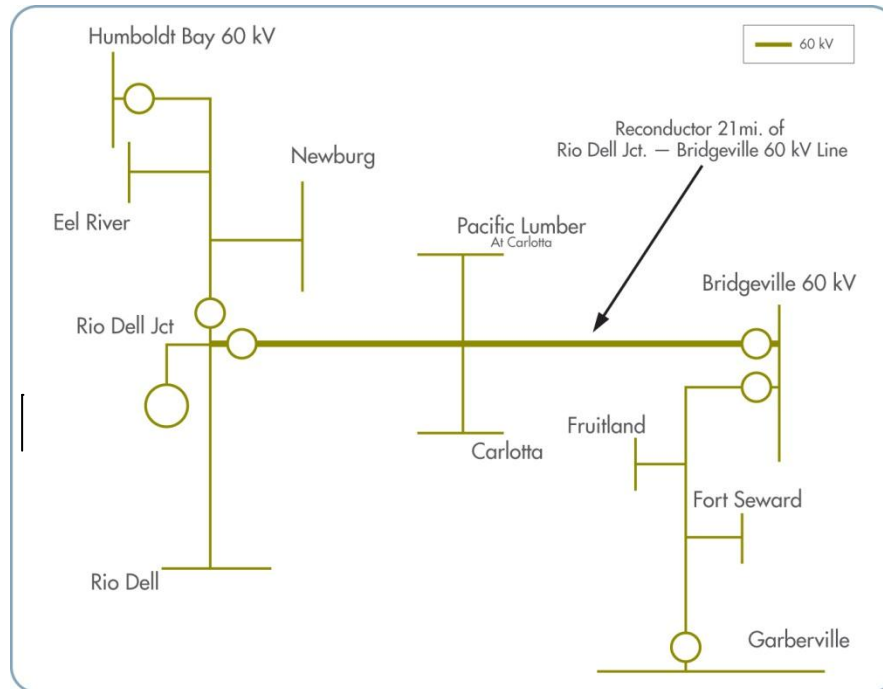 Humboldt Bay 60 kV
60 kV
Reconductor 21mi. of
Rio Dell Jct. — Bridgeville 60 kV Line
Newburg
Eel River
Pacific Lumber
At Carlotta
Bridgeville 60 kV
Rio Dell Jct
Fruitland
Carlotta
Fort Seward
Rio Dell
Garberville